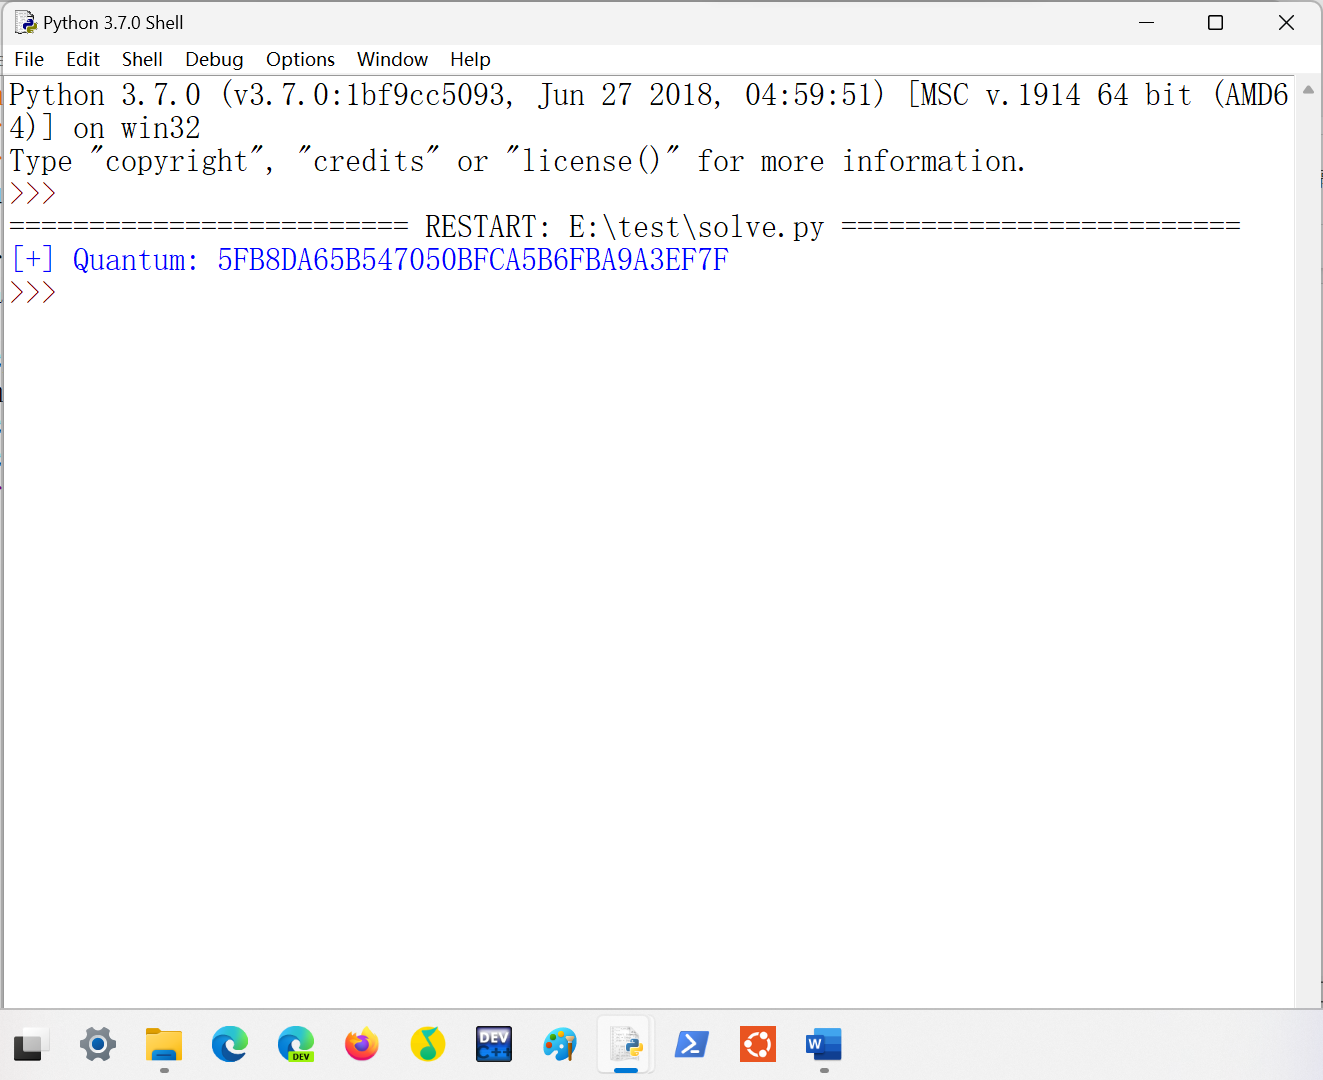 Python 3.7.0 Shell
File Edit Shell Debug Options Window Help
Python 3.7.0 (v3.7.0:1bf9cc5093, Jun 27 2018, 04:59:51) [MSC v.1914 64 bit (AMD6
4)] on win32
Type "copyright", "credits" or "license()" for more information.
>>>
========================= RESTART: E:\test\solve.py =========================
[+] Quantum: 5FB8DA65B547050BFCA5B6FBA9A3EF7F
>>>
DEV
DEV
C++
W